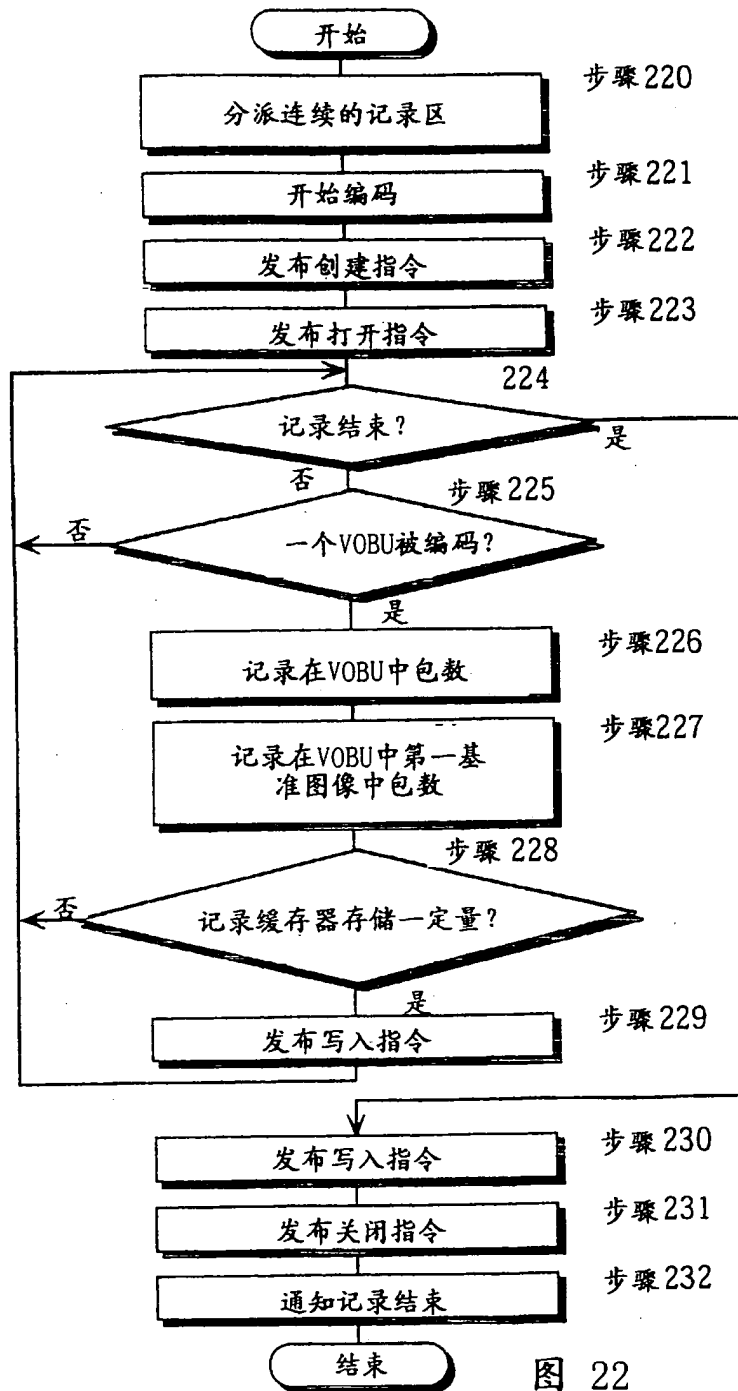 开始
步骤220
分派连续的记录区
步骤221
开始编码
步骤222
发布创建指令
步骤223
发布打开指令
224
记录结束?
是
否
步骤225
否
一个VOBU被编码?
是
步骤226
记录在VOBU中包数
步骤227
记录在VOBU中第一基
准图像中包数
步骤 228
否
记录缓存器存储一定量?
是
步骤229
发布写入指令
步骤230
发布写入指令
步骤231
发布关闭指令
步骤232
通知记录结束
结束
图 22